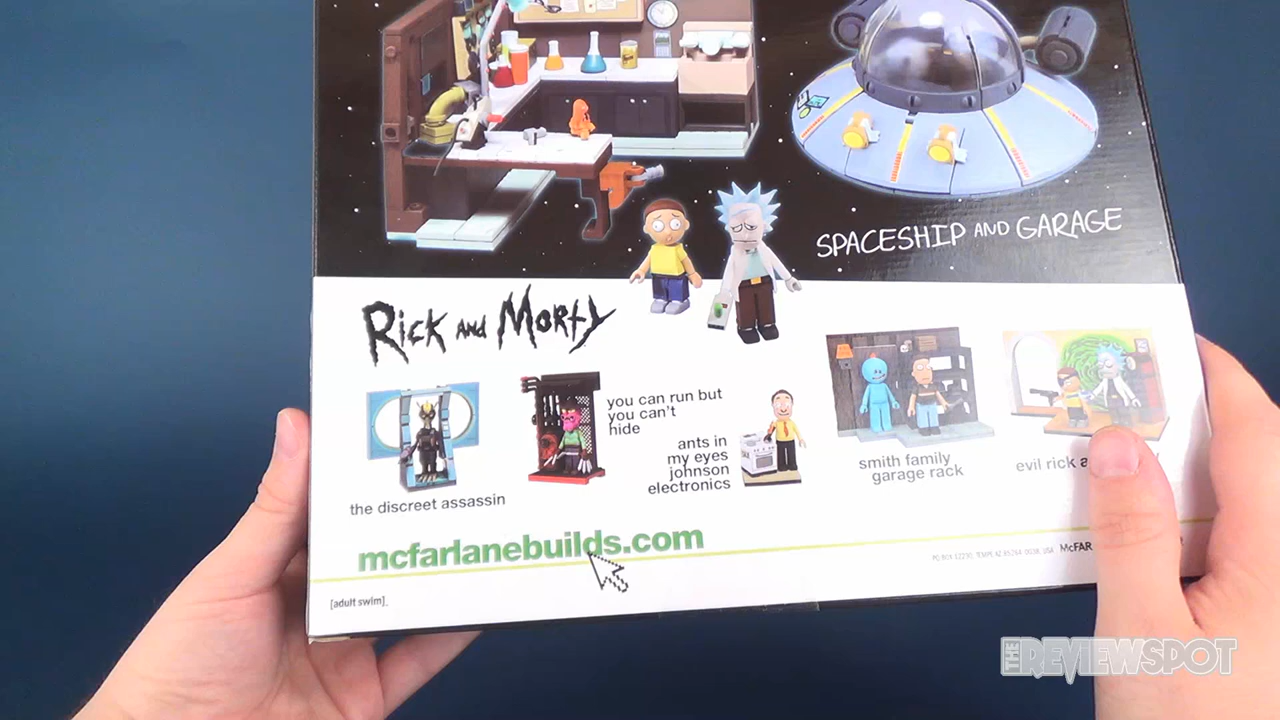 SPACESHIP AND GARAGE
RICK AND MORTY
the discreet assassin
you can run but
you can't
hide
ants in
my eyes
johnson
electronics
smith family
garage rack
evil rick
mcfarlanebuilds.com
McFAR
[adult swim]
THE REVIEWSPOT